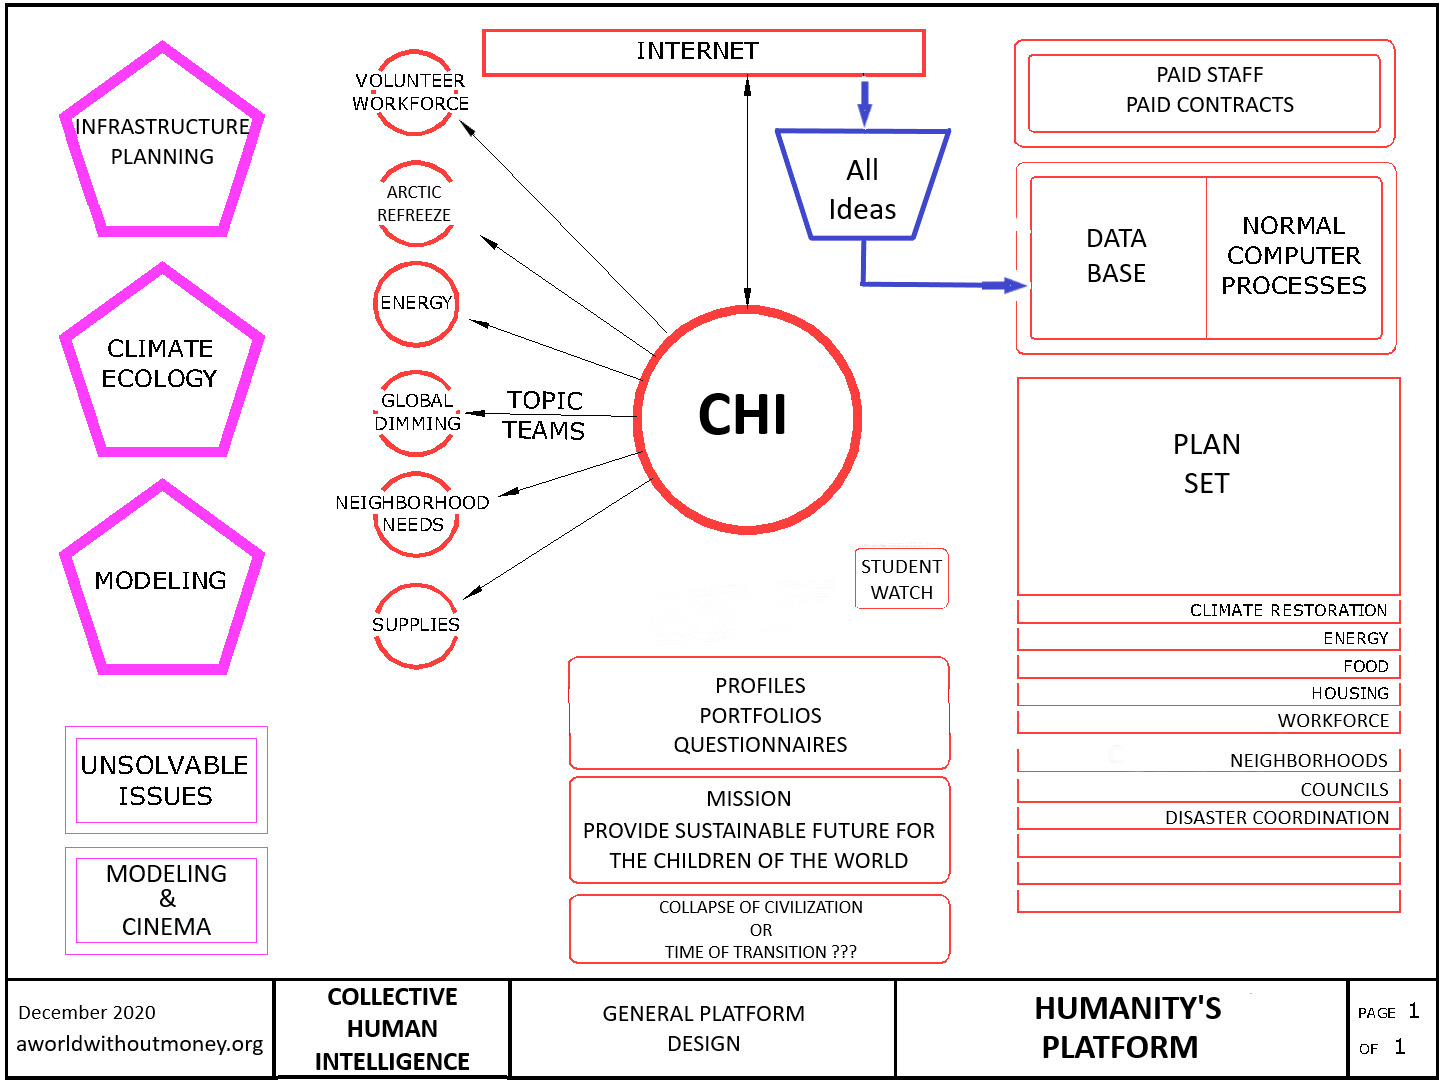 INTERNET
VOLUNTEER
WORKFORCE
ARCTIC
REFREEZE
ENERGY
GLOBAL
DIMMING
NEIGHBORHOOD
NEEDS
SUPPLIES
TOPIC
TEAMS
CHI
All
Ideas
INFRASTRUCTURE
PLANNING
CLIMATE
ECOLOGY
MODELING
UNSOLVABLE
ISSUES
MODELING
&
CINEMA
PAID STAFF
PAID CONTRACTS
DATA
BASE
NORMAL
COMPUTER
PROCESSES
PLAN
SET
CLIMATE RESTORATION
ENERGY
FOOD
HOUSING
WORKFORCE
NEIGHBORHOODS
COUNCILS
DISASTER COORDINATION
STUDENT
WATCH
PROFILES
PORTFOLIOS
QUESTIONNAIRES
MISSION
PROVIDE SUSTAINABLE FUTURE FOR
THE CHILDREN OF THE WORLD
COLLAPSE OF CIVILIZATION
OR
TIME OF TRANSITION ???
December 2020
aworldwithoutmoney.org
COLLECTIVE
HUMAN
INTELLIGENCE
GENERAL PLATFORM
DESIGN
HUMANITY'S
PLATFORM
PAGE 1
OF 1